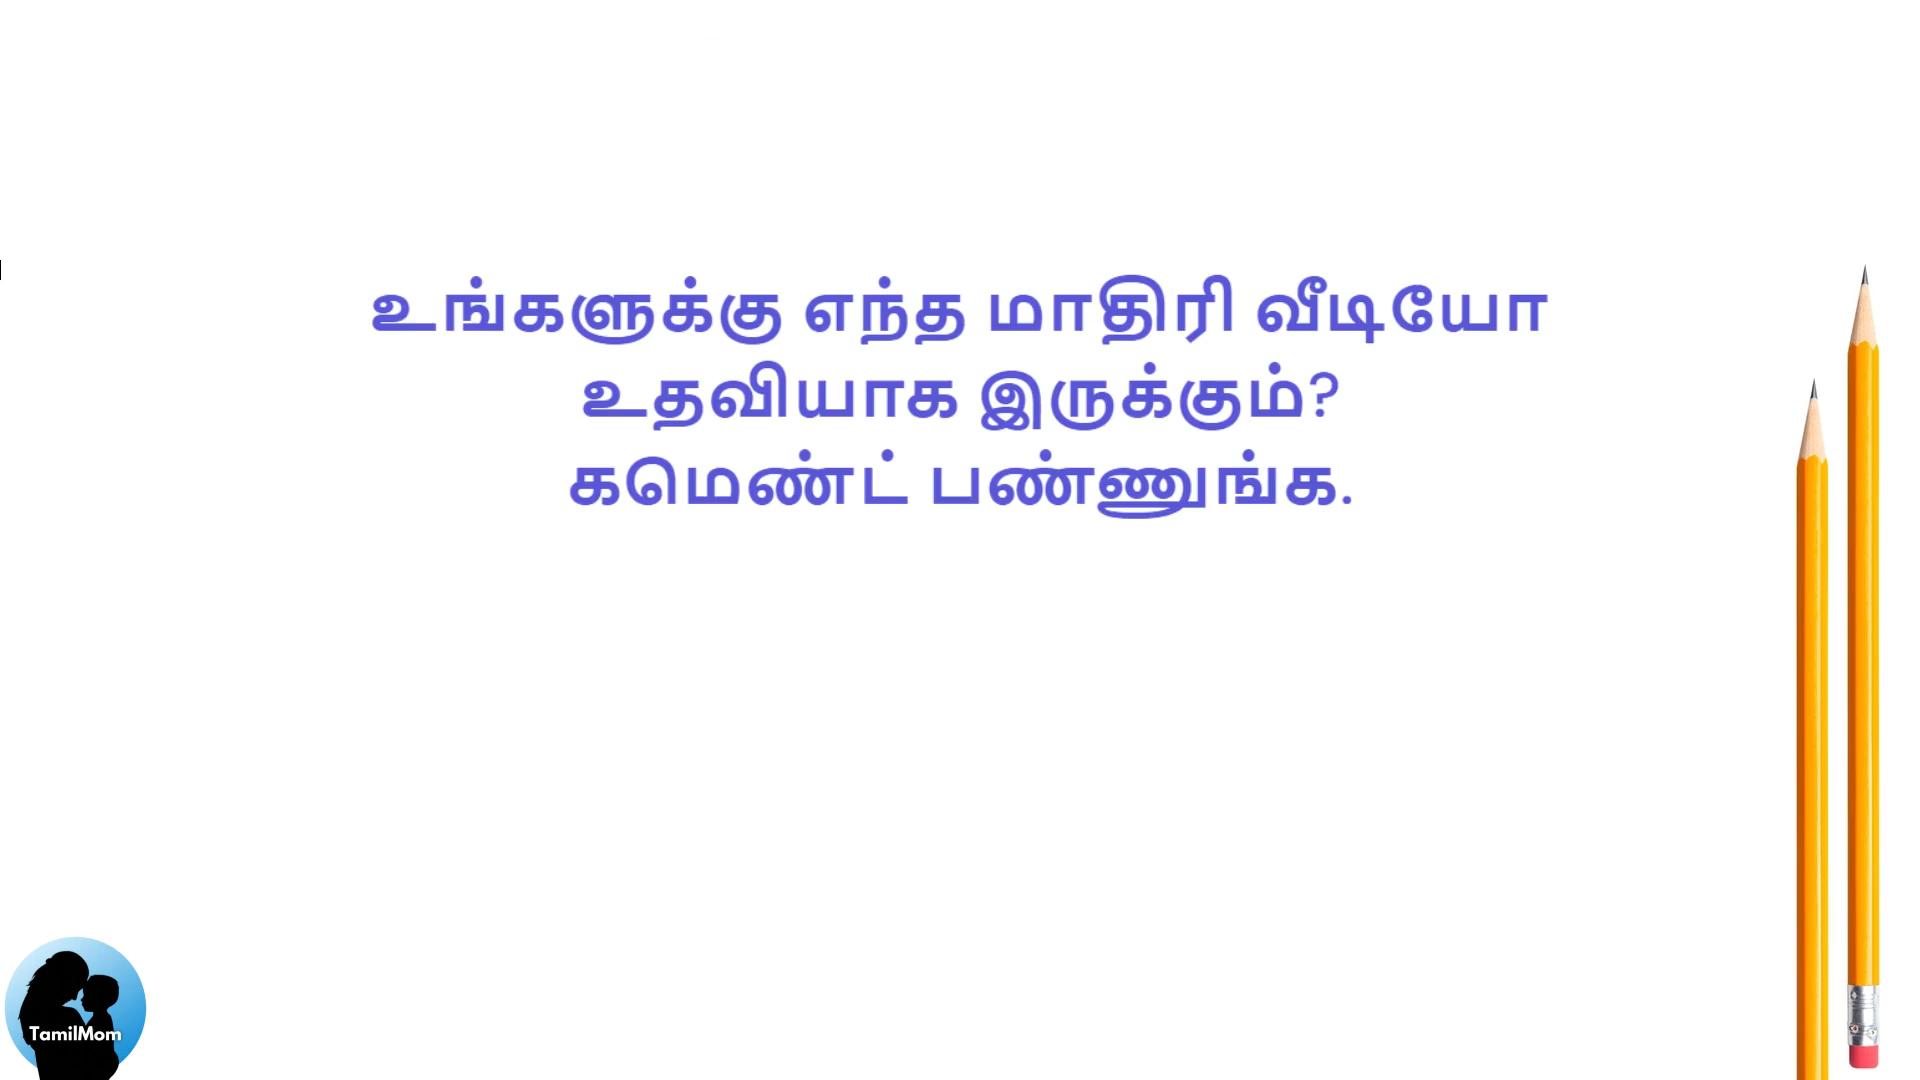 உங்களுக்கு எந்த மாதிரி வீடியோ
உதவியாக இருக்கும்?
கமெண்ட் பண்ணுங்க.
TamilMom